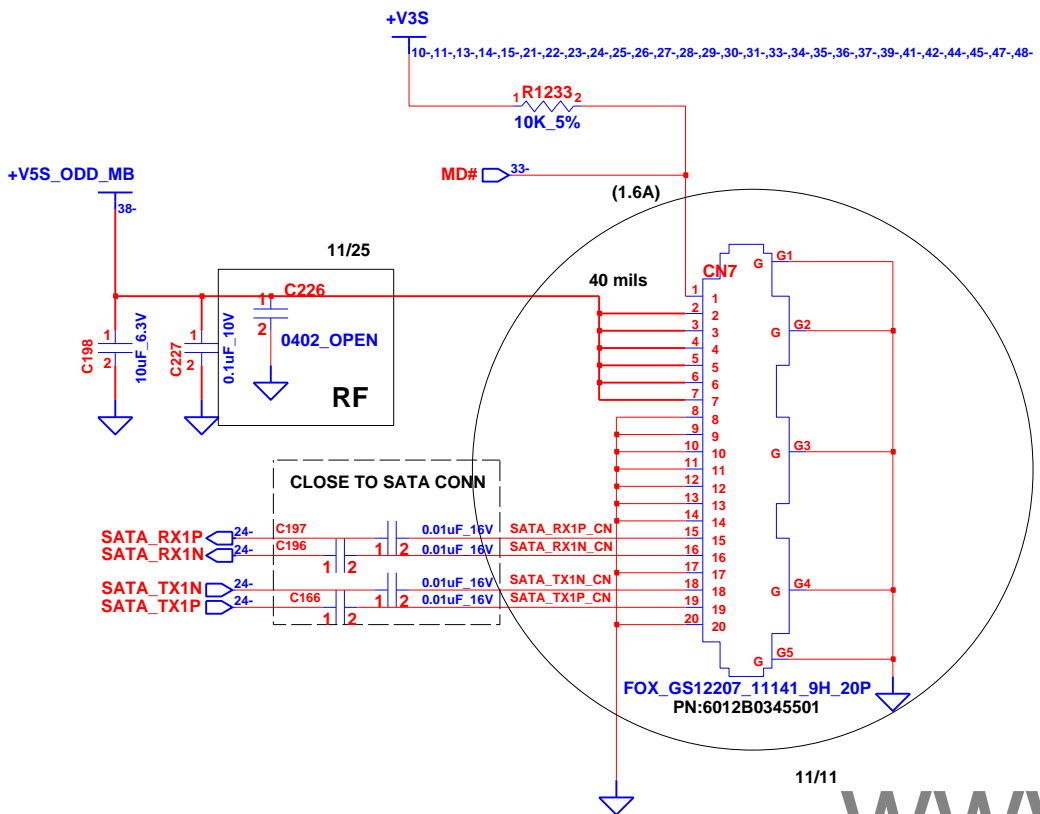 +V3S
10-,11-,13-,14-,15-,21-,22-,23-,24-,25-,26-,27-,28-,29-,30-,31-,33-,34-,35-,36-,37-,39-,41-,42-,44-,45-,47-,48-
1 R1233 2
10K_5%
MD# 33-
+V5S_ODD_MB
38-
(1.6A)
11/25
40 mils
CN7
G G1
G G2
G G3
G G4
G G5
1 C226
2 0402_OPEN
RF
C198 1 2 10uF_6.3V
C227 1 2 0.1uF_10V
1 1
2 2
3 3
4 4
5 5
6 6
7 7
8 8
9 9
10 10
11 11
12 12
13 13
14 14
15 15
16 16
17 17
18 18
19 19
20 20
CLOSE TO SATA CONN
SATA_RX1P 24- C197 1 2 0.01uF_16V SATA_RX1P_CN
SATA_RX1N 24- C196 1 2 0.01uF_16V SATA_RX1N_CN
SATA_TX1N 24- 1 2 0.01uF_16V SATA_TX1N_CN
SATA_TX1P 24- C166 1 2 0.01uF_16V SATA_TX1P_CN
FOX_GS12207_11141_9H_20P
PN:6012B0345501
11/11